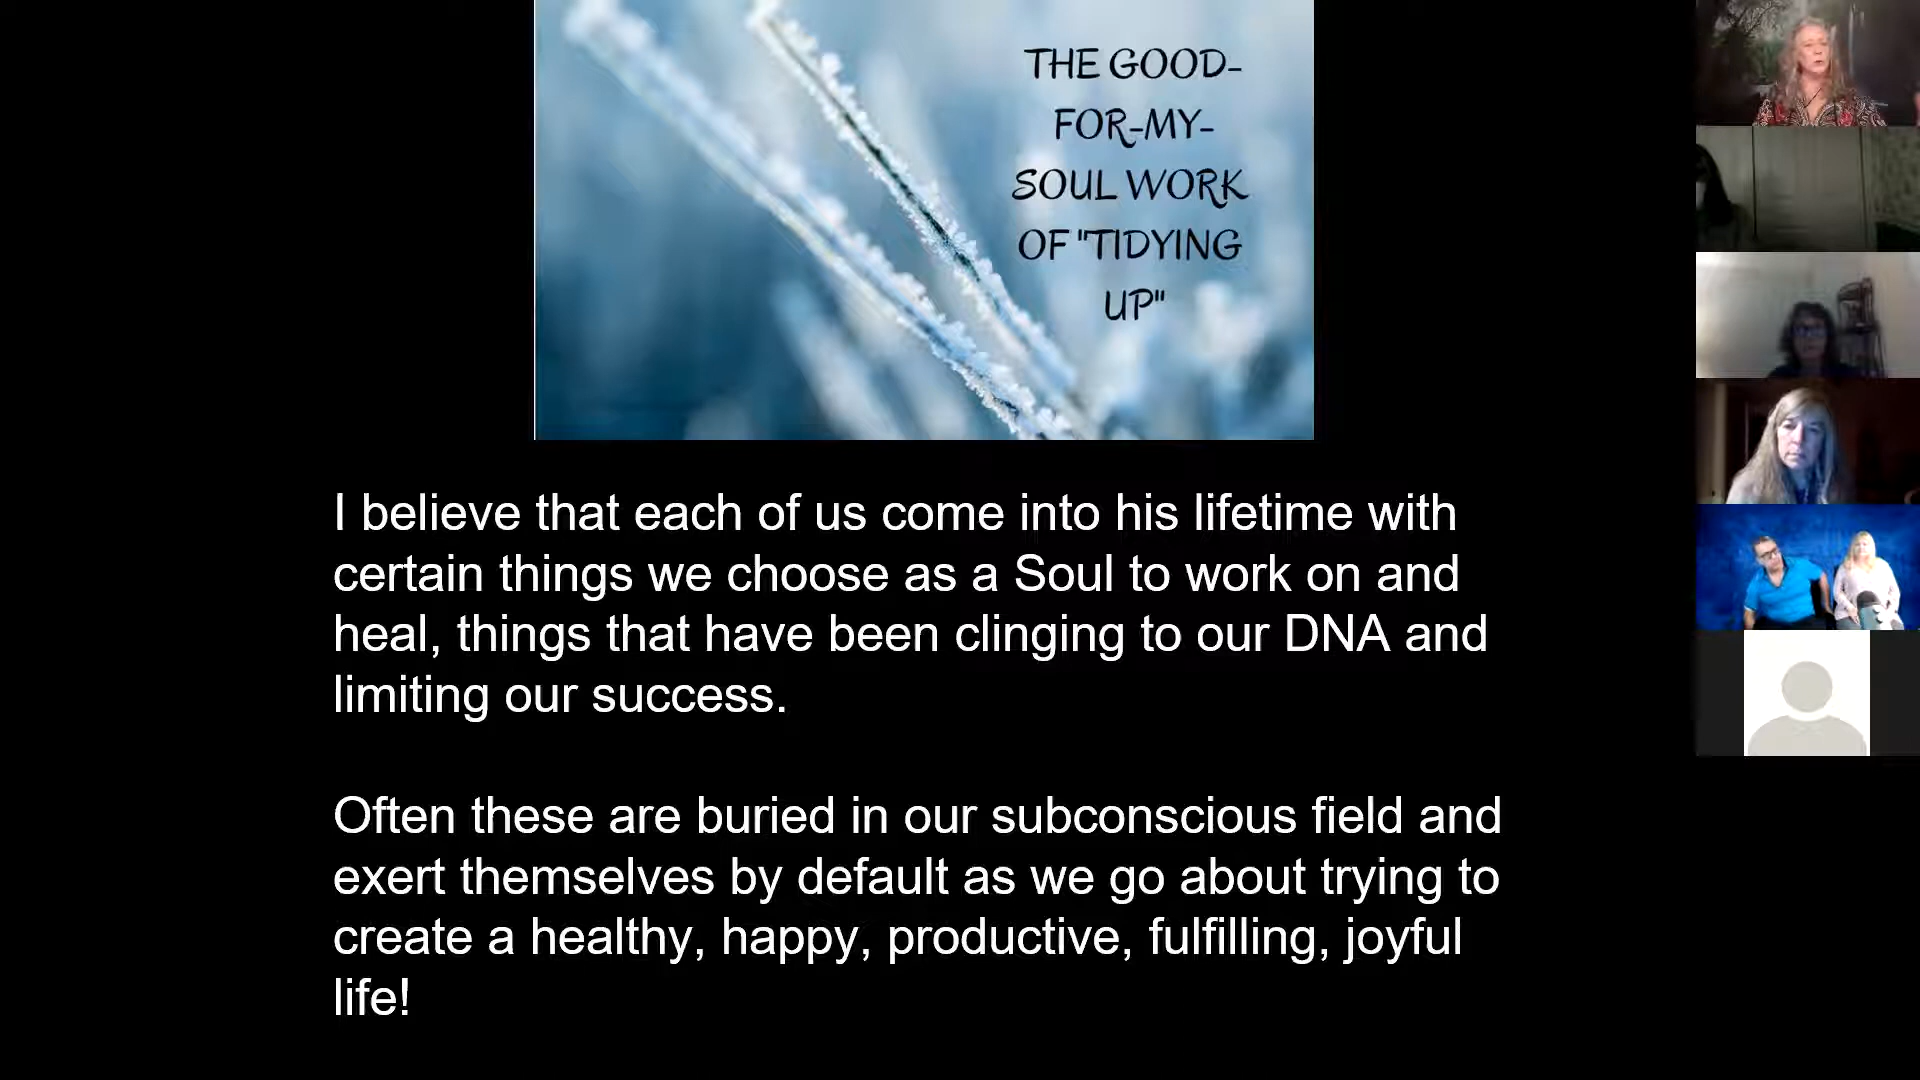 THE GOOD-
FOR-MY-
SOUL WORK
OF "TIDYING
UP"
I believe that each of us come into his lifetime with
certain things we choose as a Soul to work on and
heal, things that have been clinging to our DNA and
limiting our success.
Often these are buried in our subconscious field and
exert themselves by default as we go about trying to
create a healthy, happy, productive, fulfilling, joyful
life!